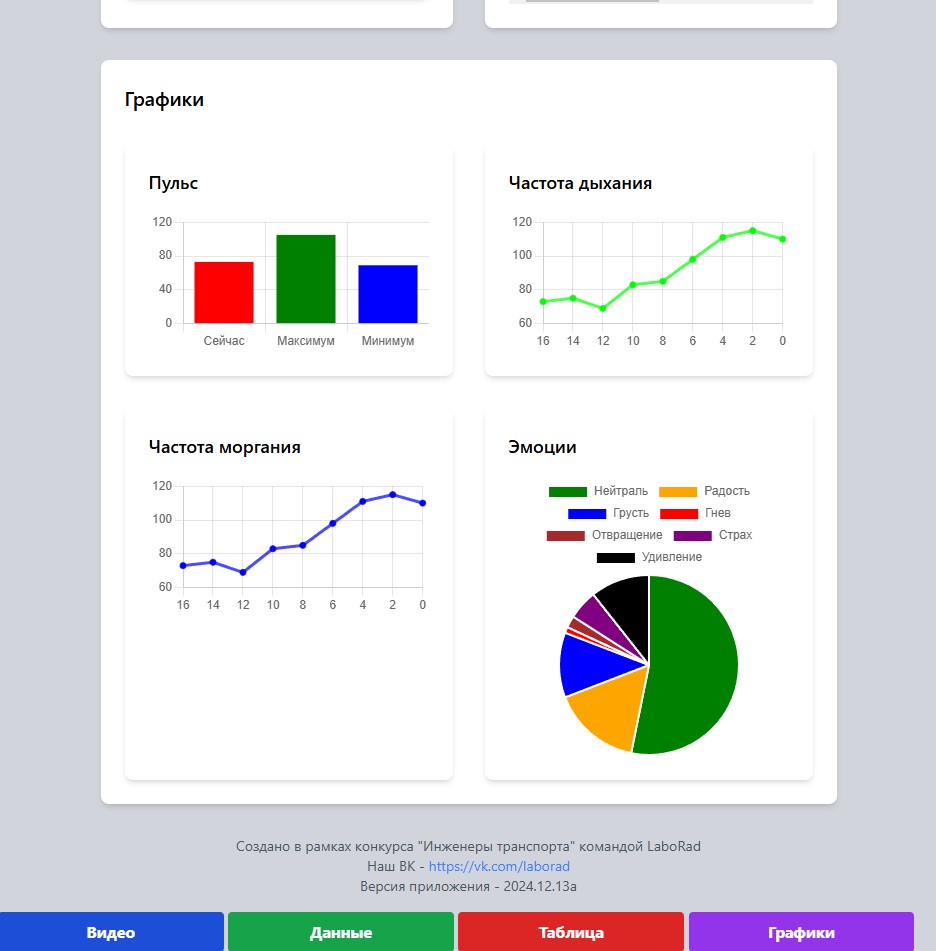 Графики
Пульс
120
80
40
0
Сейчас Максимум Минимум
Частота дыхания
120
100
80
60
16 14 12 10 8 6 4 2 0
Частота моргания
120
100
80
60
16 14 12 10 8 6 4 2 0
Эмоции
Нейтраль Радость
Грусть Гнев
Отвращение Страх
Удивление
Создано в рамках конкурса "Инженеры транспорта" командой LaboRad
Наш ВК - https://vk.com/laborad
Версия приложения - 2024.12.13a
Видео Данные Таблица Графики